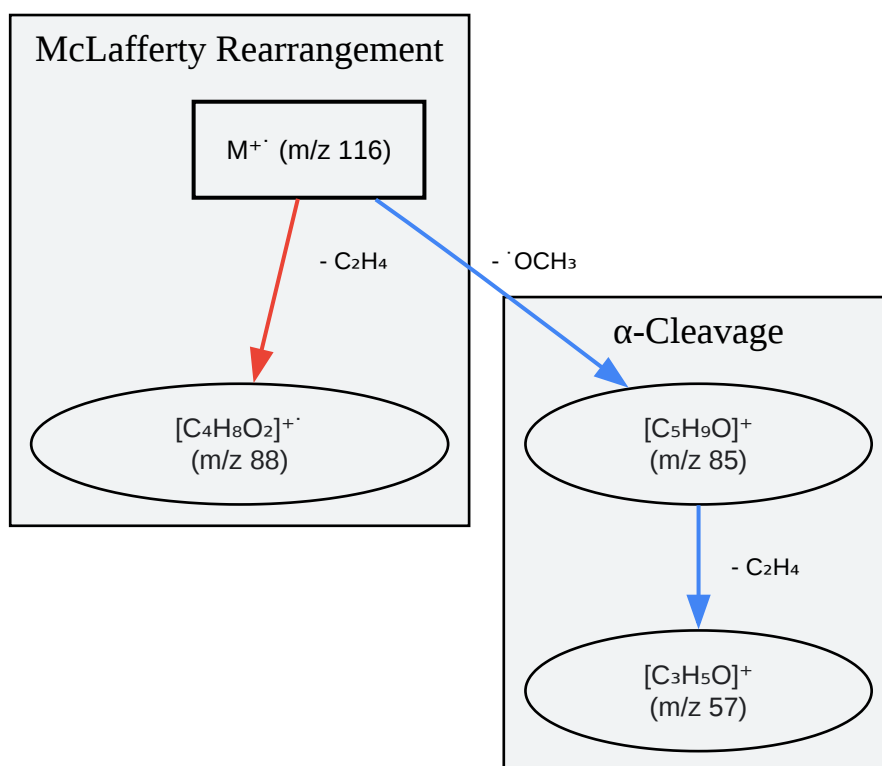 McLafferty Rearrangement
M⁺˙ (m/z 116)
- C₂H₄
- ˙OCH₃
α-Cleavage
[C₄H₈O₂]⁺˙
(m/z 88)
[C₅H₉O]⁺
(m/z 85)
- C₂H₄
[C₃H₅O]⁺
(m/z 57)